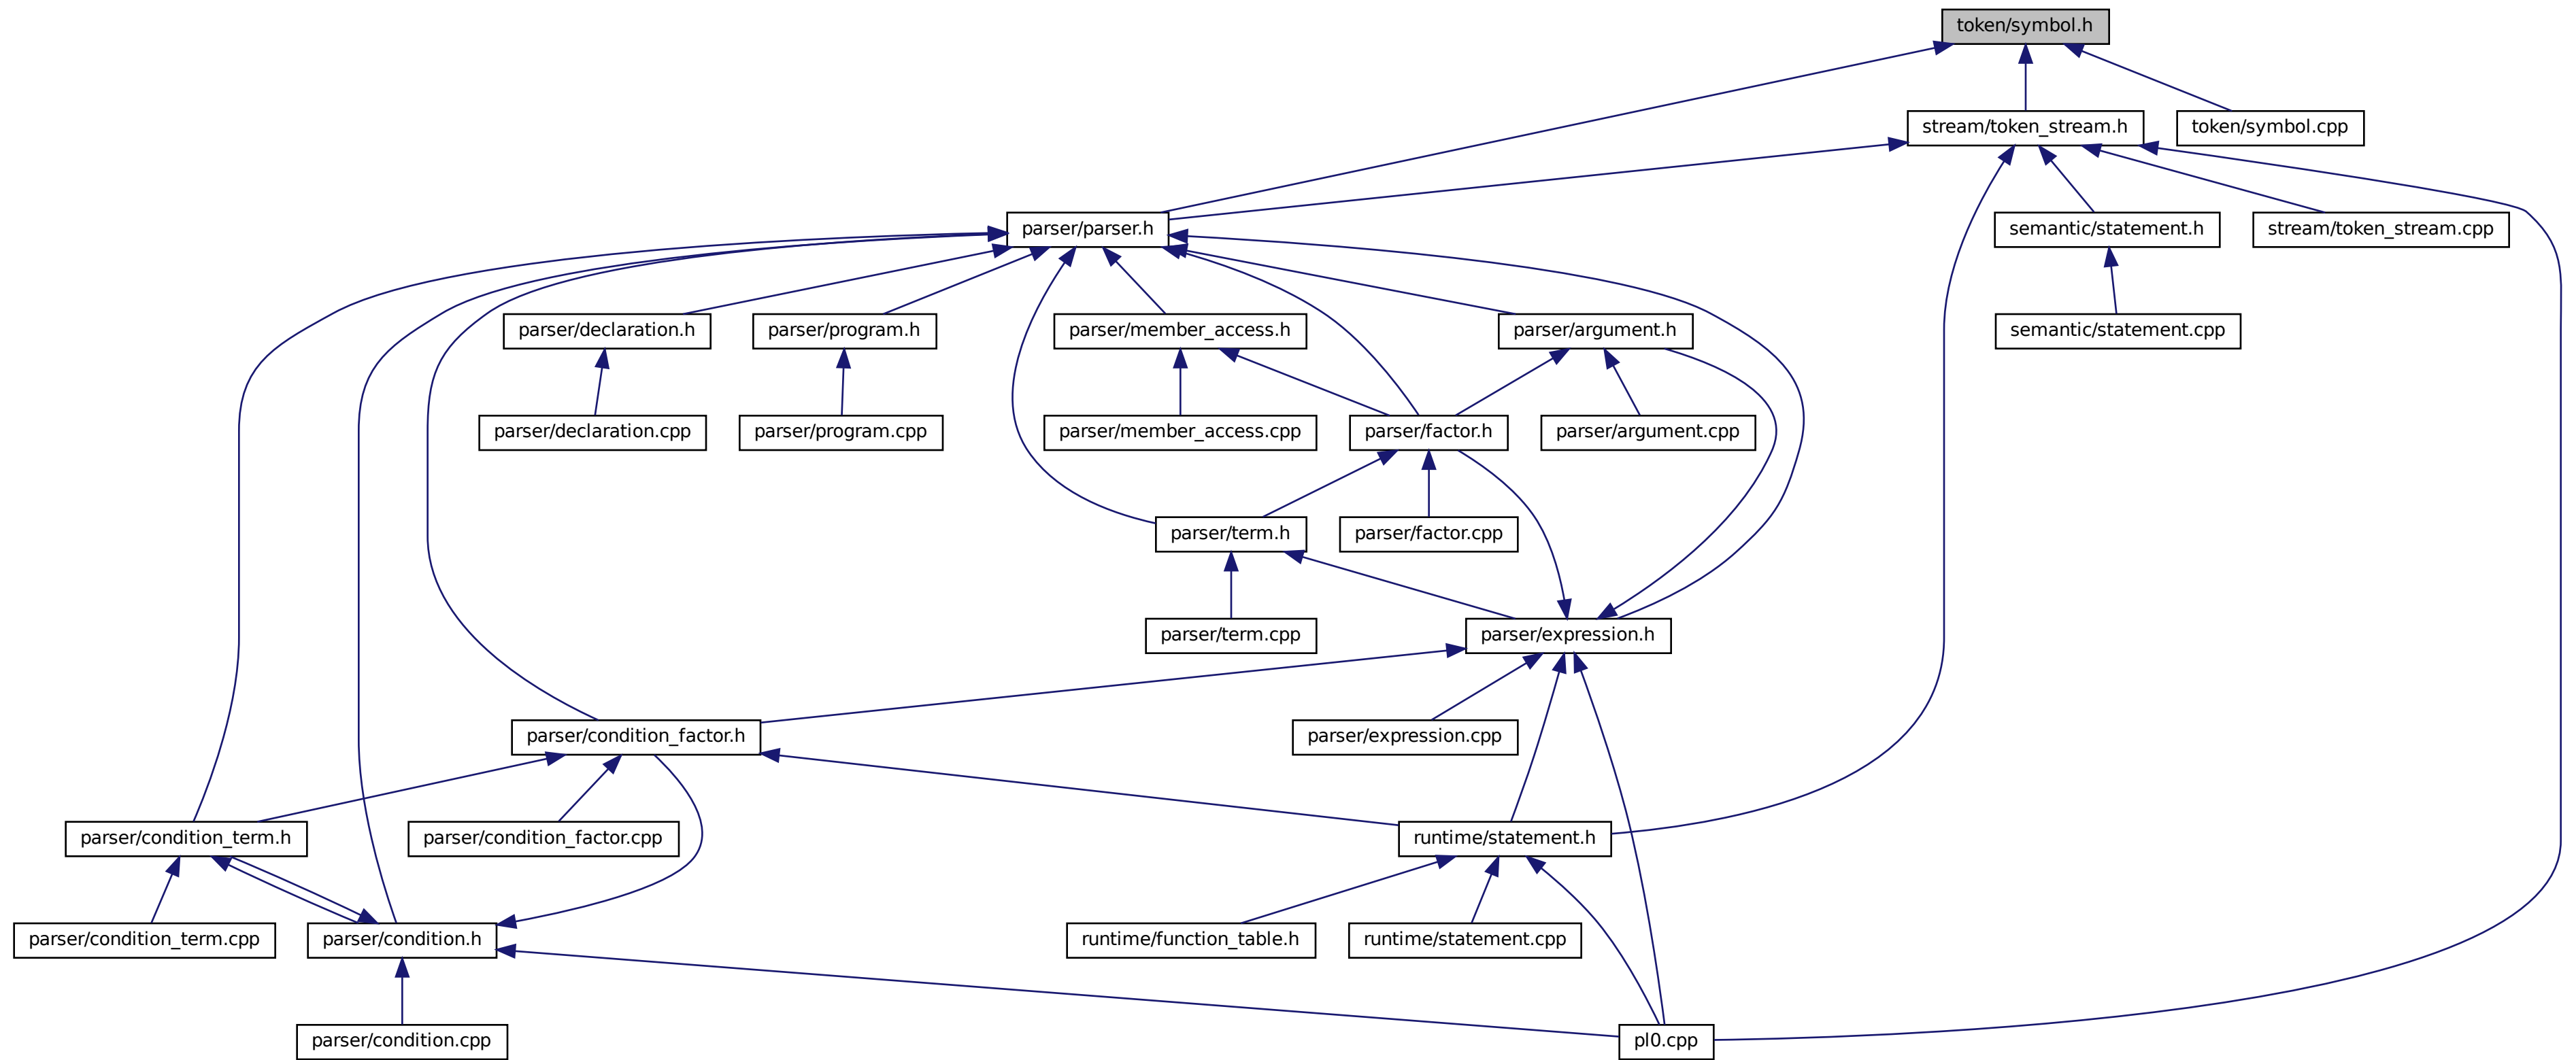 token/symbol.h
stream/token_stream.h
token/symbol.cpp
parser/parser.h
semantic/statement.h
stream/token_stream.cpp
parser/declaration.h
parser/program.h
parser/member_access.h
parser/argument.h
semantic/statement.cpp
parser/declaration.cpp
parser/program.cpp
parser/member_access.cpp
parser/factor.h
parser/argument.cpp
parser/term.h
parser/factor.cpp
parser/term.cpp
parser/expression.h
parser/condition_factor.h
parser/expression.cpp
parser/condition_term.h
parser/condition_factor.cpp
runtime/statement.h
parser/condition_term.cpp
parser/condition.h
runtime/function_table.h
runtime/statement.cpp
parser/condition.cpp
pl0.cpp